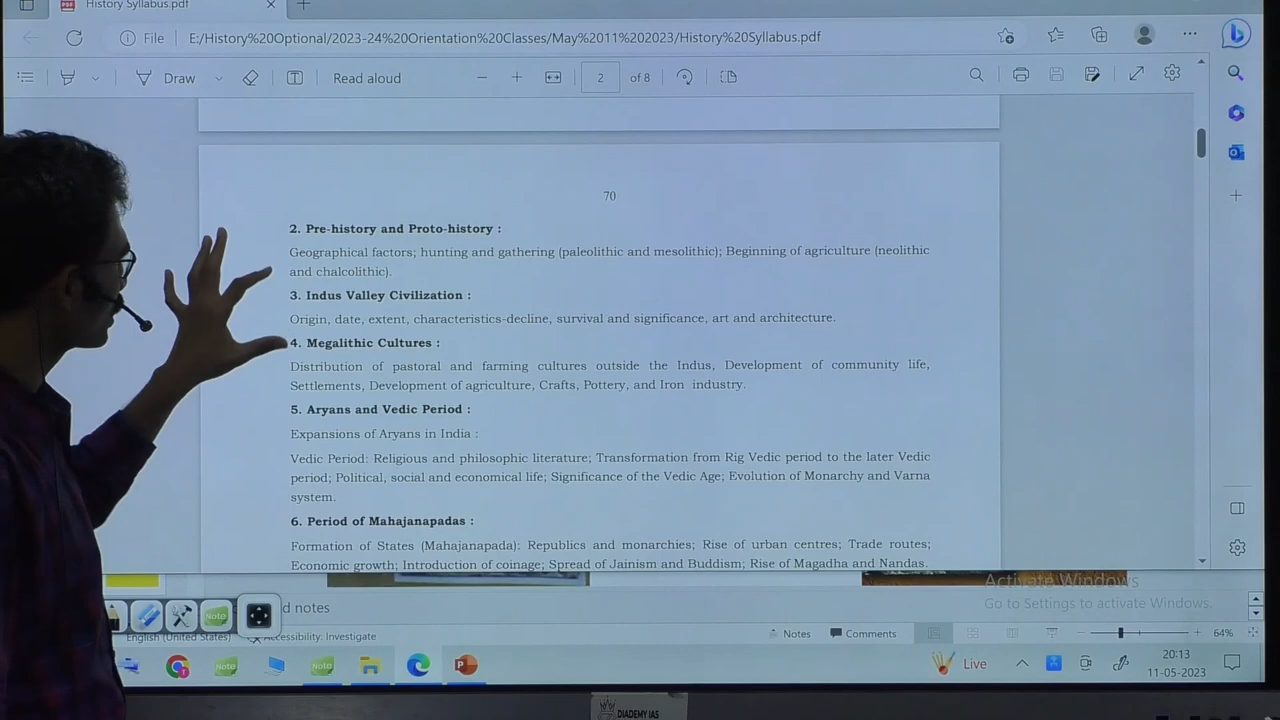 History Syllabus.pdf
File E:/History%20Optional/2023-24%20Orientation%20Classes/May%2011%202023/History%20Syllabus.pdf
Draw Read aloud 2 of 8
70
2. Pre-history and Proto-history :
Geographical factors; hunting and gathering (paleolithic and mesolithic); Beginning of agriculture (neolithic
and chalcolithic).
3. Indus Valley Civilization :
Origin, date, extent, characteristics-decline, survival and significance, art and architecture.
4. Megalithic Cultures :
Distribution of pastoral and farming cultures outside the Indus, Development of community life,
Settlements, Development of agriculture, Crafts, Pottery, and Iron industry.
5. Aryans and Vedic Period :
Expansions of Aryans in India :
Vedic Period: Religious and philosophic literature; Transformation from Rig Vedic period to the later Vedic
period; Political, social and economical life; Significance of the Vedic Age; Evolution of Monarchy and Varna
system.
6. Period of Mahajanapadas :
Formation of States (Mahajanapada): Republics and monarchies; Rise of urban centres; Trade routes;
Economic growth; Introduction of coinage; Spread of Jainism and Buddism; Rise of Magadha and Nandas.
Activate Windows
Go to Settings to activate Windows.
Note d notes
English (United States) Accessibility: Investigate Notes Comments 64%
Note Note Live 20:13
11-05-2023
DIADEMY IAS